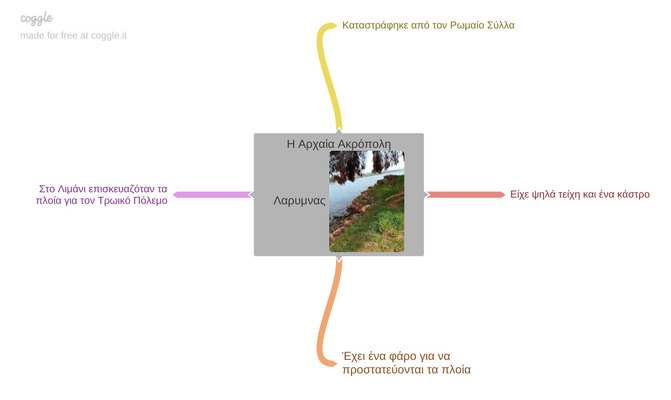 coggle
made for free at coggle.it
Καταστράφηκε από τον Ρωμαίο Σύλλα
Η Αρχαία Ακρόπολη
Λαρυμνας
Στο Λιμάνι επισκευαζόταν τα
πλοία για τον Τρωικό Πόλεμο
Είχε ψηλά τείχη και ένα κάστρο
Έχει ένα φάρο για να
προστατεύονται τα πλοία